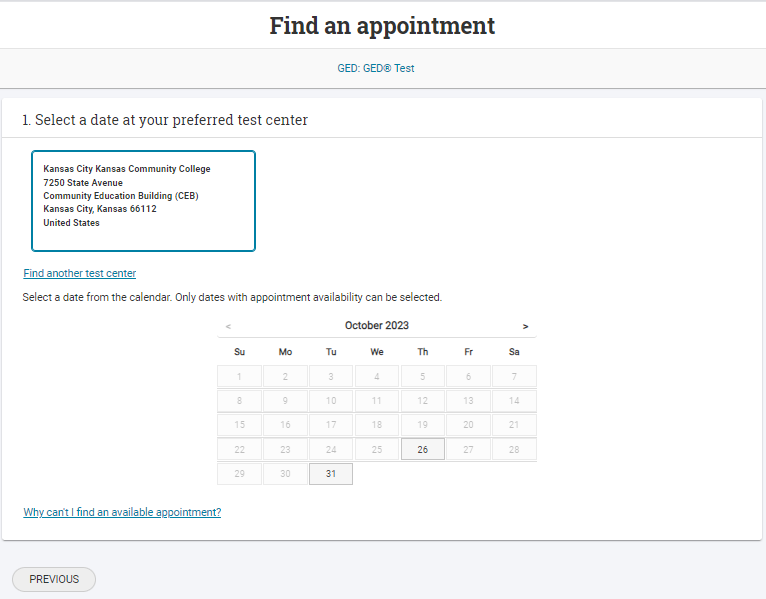 Find an appointment
GED: GED® Test
1. Select a date at your preferred test center
Kansas City Kansas Community College
7250 State Avenue
Community Education Building (CEB)
Kansas City, Kansas 66112
United States
Find another test center
Select a date from the calendar. Only dates with appointment availability can be selected.
< October 2023 >
Su Mo Tu We Th Fr Sa
1 2 3 4 5 6 7
8 9 10 11 12 13 14
15 16 17 18 19 20 21
22 23 24 25 26 27 28
29 30 31
Why can't I find an available appointment?
PREVIOUS